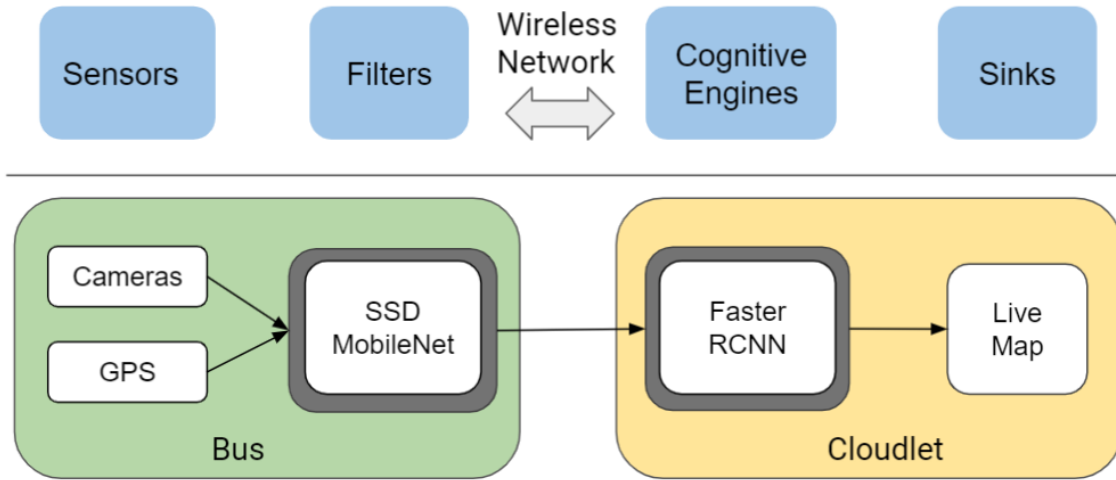 Sensors
Filters
Wireless
Network
Cognitive
Engines
Sinks
Cameras
GPS
SSD
MobileNet
Faster
RCNN
Live
Map
Bus
Cloudlet